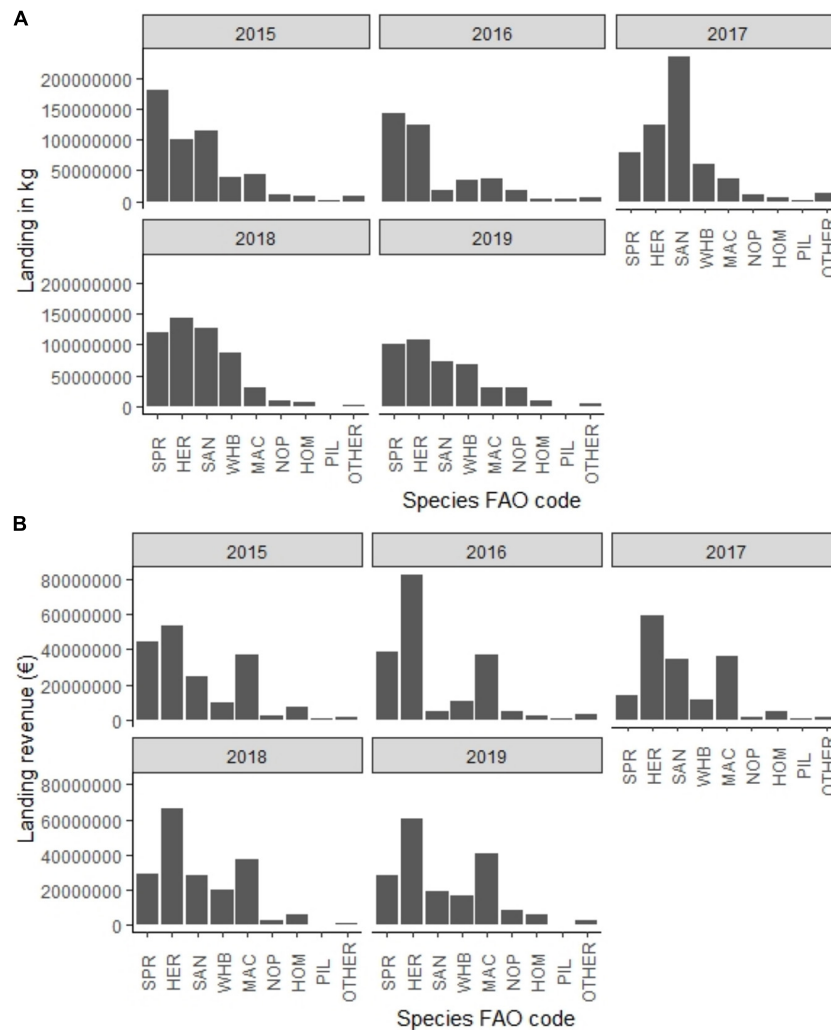 A
2015 2016 2017
Landing in kg
200000000
150000000
100000000
50000000
0
SPR HER SAN WHB MAC NOP HOM PIL OTHER
2018 2019
200000000
150000000
100000000
50000000
0
SPR HER SAN WHB MAC NOP HOM PIL OTHER
SPR HER SAN WHB MAC NOP HOM PIL OTHER
Species FAO code
B
2015 2016 2017
Landing revenue (€)
80000000
60000000
40000000
20000000
0
SPR HER SAN WHB MAC NOP HOM PIL OTHER
2018 2019
80000000
60000000
40000000
20000000
0
SPR HER SAN WHB MAC NOP HOM PIL OTHER
SPR HER SAN WHB MAC NOP HOM PIL OTHER
Species FAO code